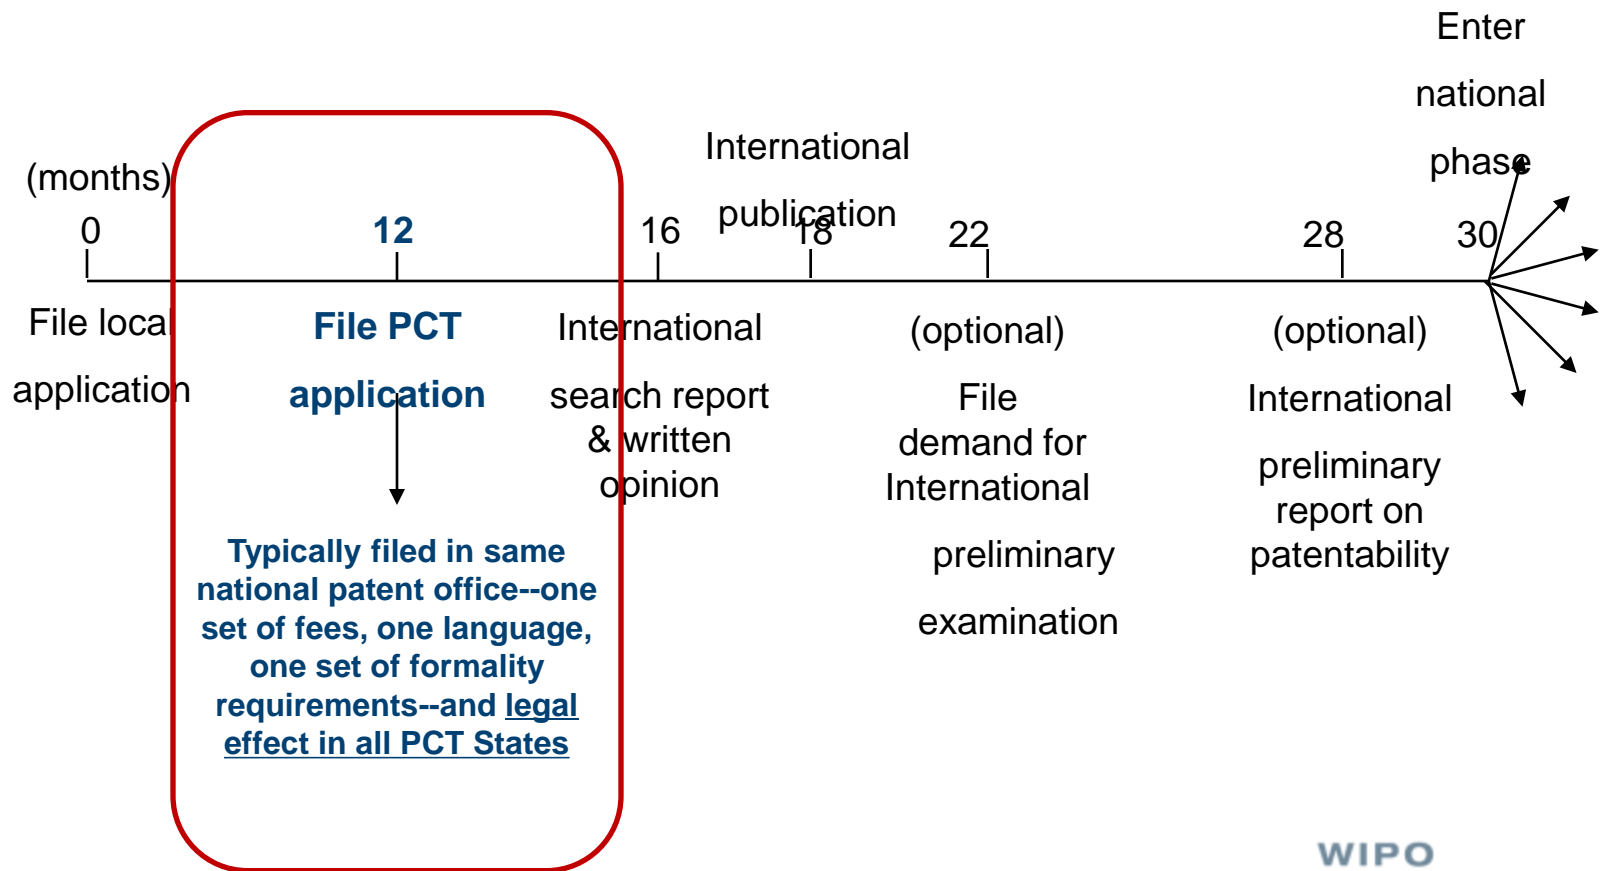 Enter
national
phase
International
publication
(months)
0
12
16
18
22
28
30
File local
application
File PCT
application
International
search report
& written
opinion
(optional)
File
demand for
International
preliminary
examination
(optional)
International
preliminary
report on
patentability
Typically filed in same
national patent office--one
set of fees, one language,
one set of formality
requirements--and legal
effect in all PCT States
WIPO